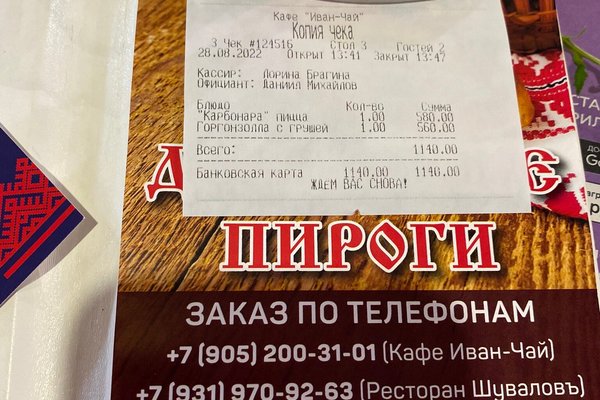 Кафе "Иван-Чай"
Копия чека
3 Чек #124516 Стол 3 Гостей 2
28.08.2022 Открыт 13:41 Закрыт 13:47
Кассир: Лорина Брагина
Официант: Даниил Михайлов
Блюдо Кол-во Сумма
"Карбонара" пицца 1.00 580.00
Горгонзолла с грушей 1.00 560.00
Всего: 1140.00
Банковская карта 1140.00 1140.00
ЖДЕМ ВАС СНОВА!
ПИРОГИ
ЗАКАЗ ПО ТЕЛЕФОНАМ
+7 (905) 200-31-01 (Кафе Иван-Чай)
+7 (931) 970-92-63 (Ресторан Шуваловъ)